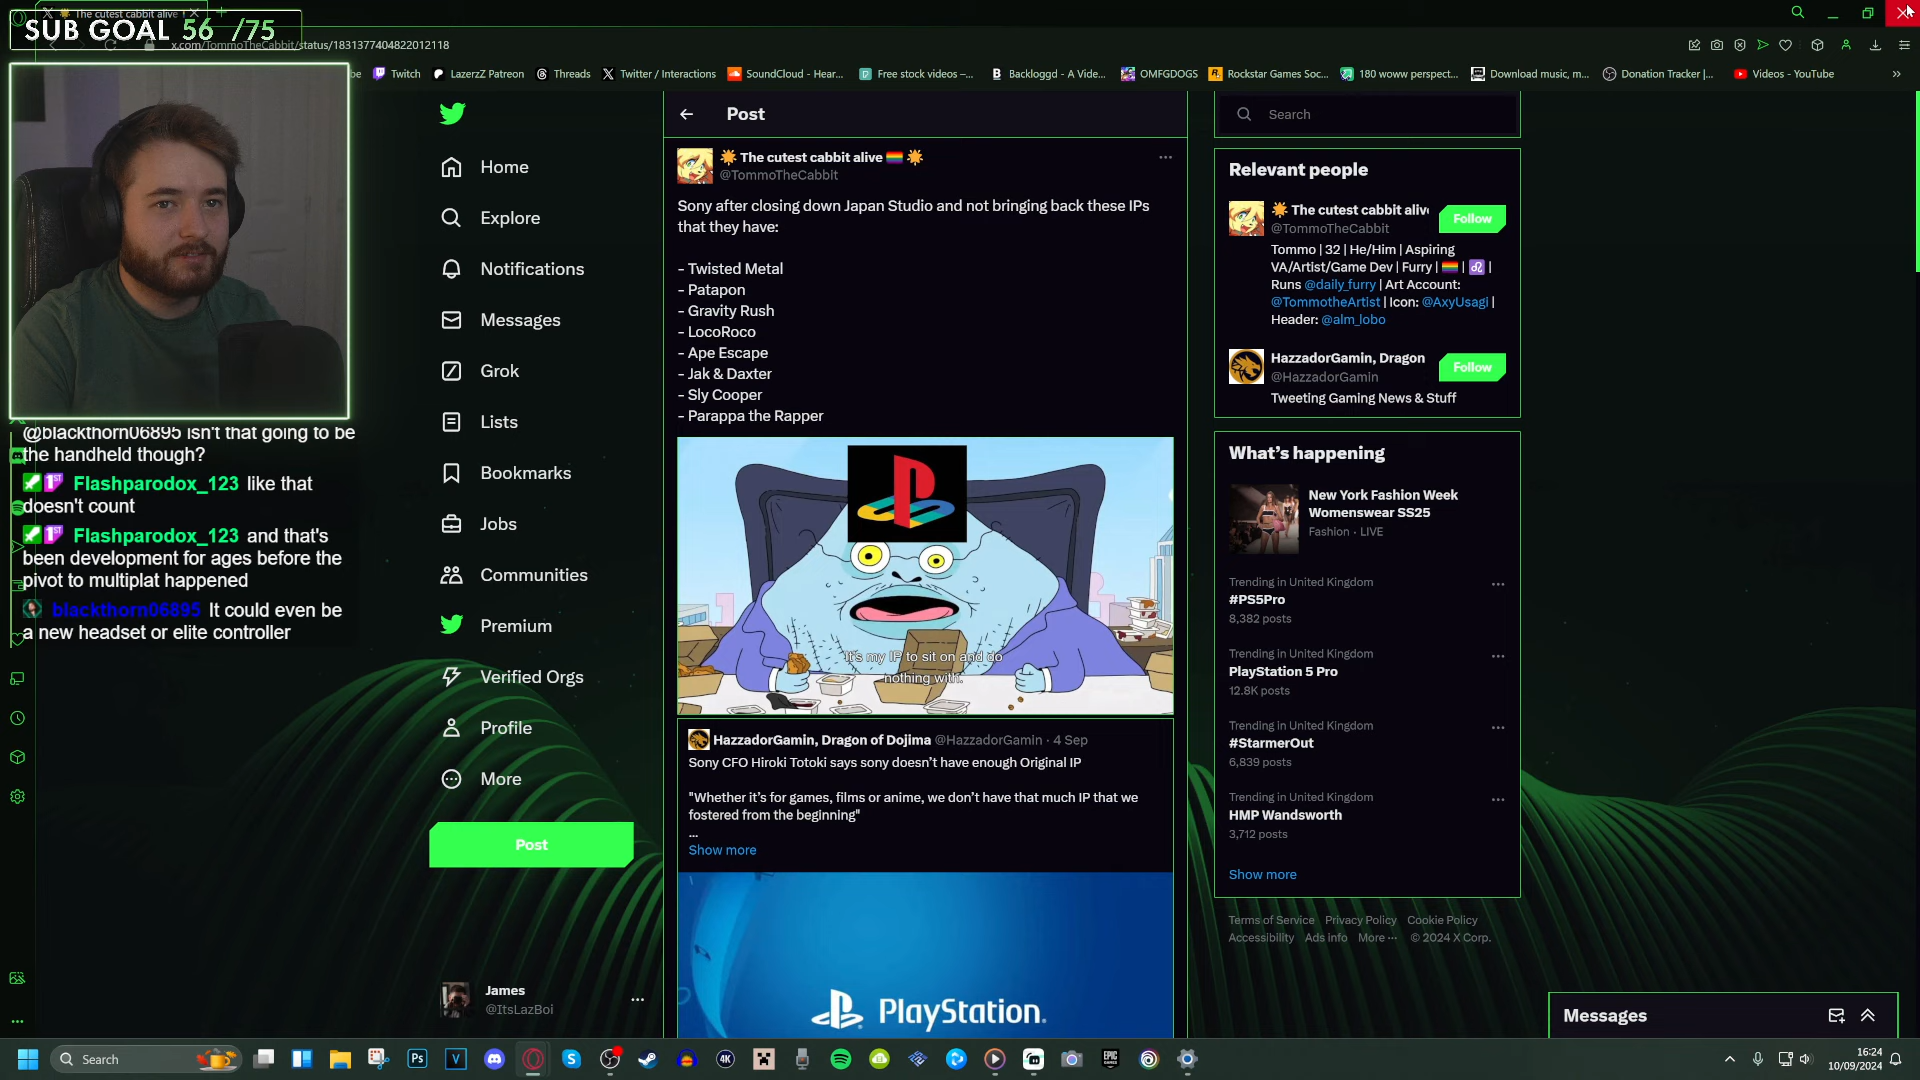 SUB GOAL 56 /75
The cutest cabbit alive
x.com/TommoTheCabbit/status/1831377404822012118
be
Twitch
LazerzZ Patreon
Threads
Twitter / Interactions
SoundCloud - Hear...
Free stock videos –...
Backloggd - A Vide...
OMFGDOGS
Rockstar Games Soc...
180 woww perspect...
Download music, m...
Donation Tracker |...
Videos - YouTube
@blackthorn06895 isn't that going to be
the handheld though?
Flashparodox_123 like that
doesn't count
Flashparodox_123 and that's
been development for ages before the
pivot to multiplat happened
blackthorn06895 It could even be
a new headset or elite controller
Home
Explore
Notifications
Messages
Grok
Lists
Bookmarks
Jobs
Communities
Premium
Verified Orgs
Profile
More
Post
James
@ItsLazBoi
Post
The cutest cabbit alive
@TommoTheCabbit
Sony after closing down Japan Studio and not bringing back these IPs
that they have:
- Twisted Metal
- Patapon
- Gravity Rush
- LocoRoco
- Ape Escape
- Jak & Daxter
- Sly Cooper
- Parappa the Rapper
It's my IP to sit on and do
nothing with.
HazzadorGamin, Dragon of Dojima @HazzadorGamin · 4 Sep
Sony CFO Hiroki Totoki says sony doesn't have enough Original IP
"Whether it's for games, films or anime, we don't have that much IP that we
fostered from the beginning"
...
Show more
PlayStation.
Search
Relevant people
The cutest cabbit aliv
@TommoTheCabbit
Follow
Tommo | 32 | He/Him | Aspiring
VA/Artist/Game Dev | Furry | | |
Runs @daily_furry | Art Account:
@TommotheArtist | Icon: @AxyUsagi |
Header: @alm_lobo
HazzadorGamin, Dragon
@HazzadorGamin
Follow
Tweeting Gaming News & Stuff
What's happening
New York Fashion Week
Womenswear SS25
Fashion · LIVE
Trending in United Kingdom
#PS5Pro
8,382 posts
Trending in United Kingdom
PlayStation 5 Pro
12.8K posts
Trending in United Kingdom
#StarmerOut
6,839 posts
Trending in United Kingdom
HMP Wandsworth
3,712 posts
Show more
Terms of Service Privacy Policy Cookie Policy
Accessibility Ads info More ··· © 2024 X Corp.
Messages
Search
Ps
V
4K
EPIC GAMES
16:24
10/09/2024